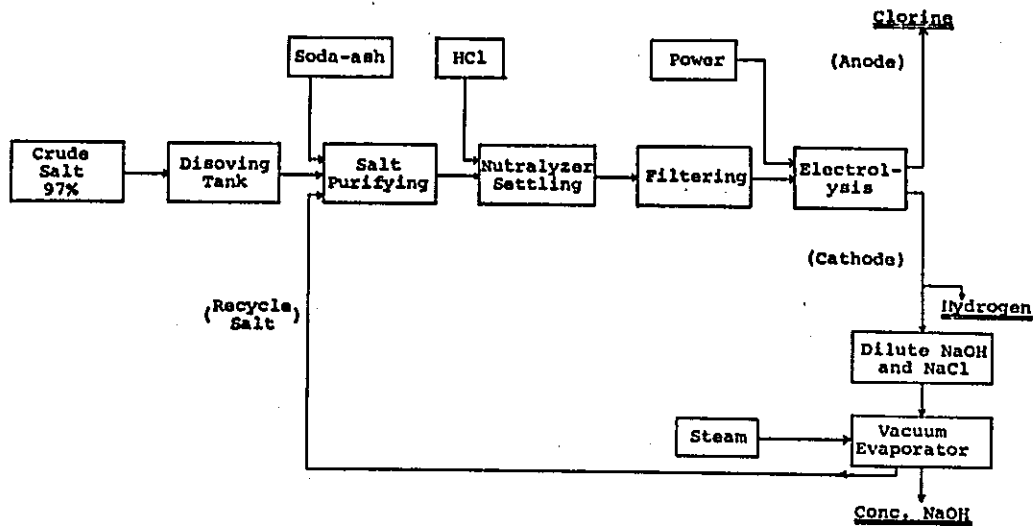 Clorine
Soda-ash
HCl
Power
(Anode)
Crude
Salt
97%
Disoving
Tank
Salt
Purifying
Nutralyzer
Settling
Filtering
Electrol-
ysis
(Cathode)
(Recycle
Salt)
Hydrogen
Dilute NaOH
and NaCl
Steam
Vacuum
Evaporator
Conc. NaOH